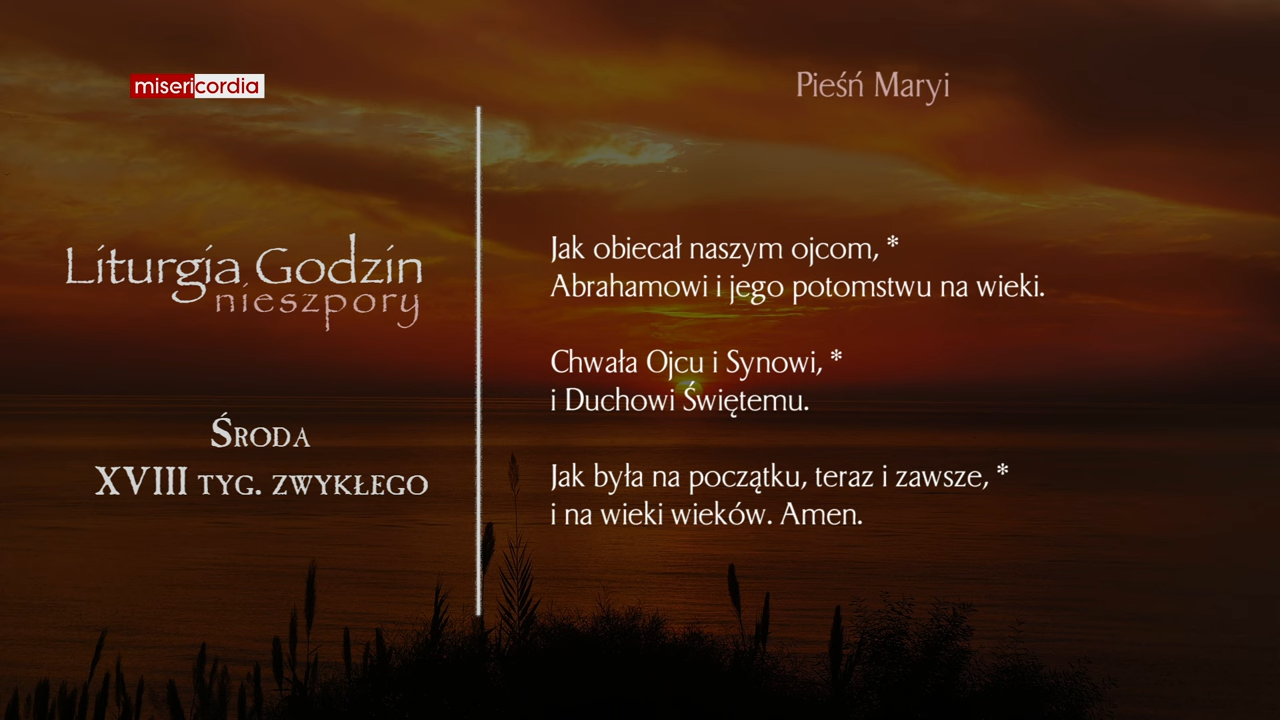 misericordia
Pieśń Maryi
Liturgia Godzin
nieszpory
Środa
XVIII tyg. zwykłego
Jak obiecał naszym ojcom, *
Abrahamowi i jego potomstwu na wieki.
Chwała Ojcu i Synowi, *
i Duchowi Świętemu.
Jak była na początku, teraz i zawsze, *
i na wieki wieków. Amen.